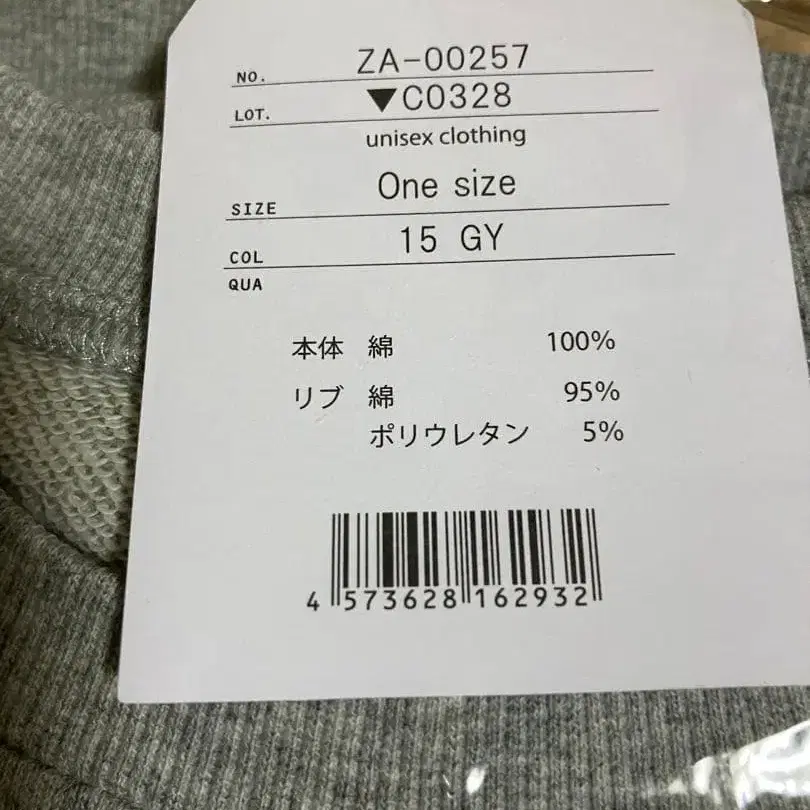 NO. ZA-00257
LOT. ▼C0328
unisex clothing
SIZE One size
COL 15 GY
QUA
本体 綿 100%
リブ 綿 95%
ポリウレタン 5%
4 573628 162932